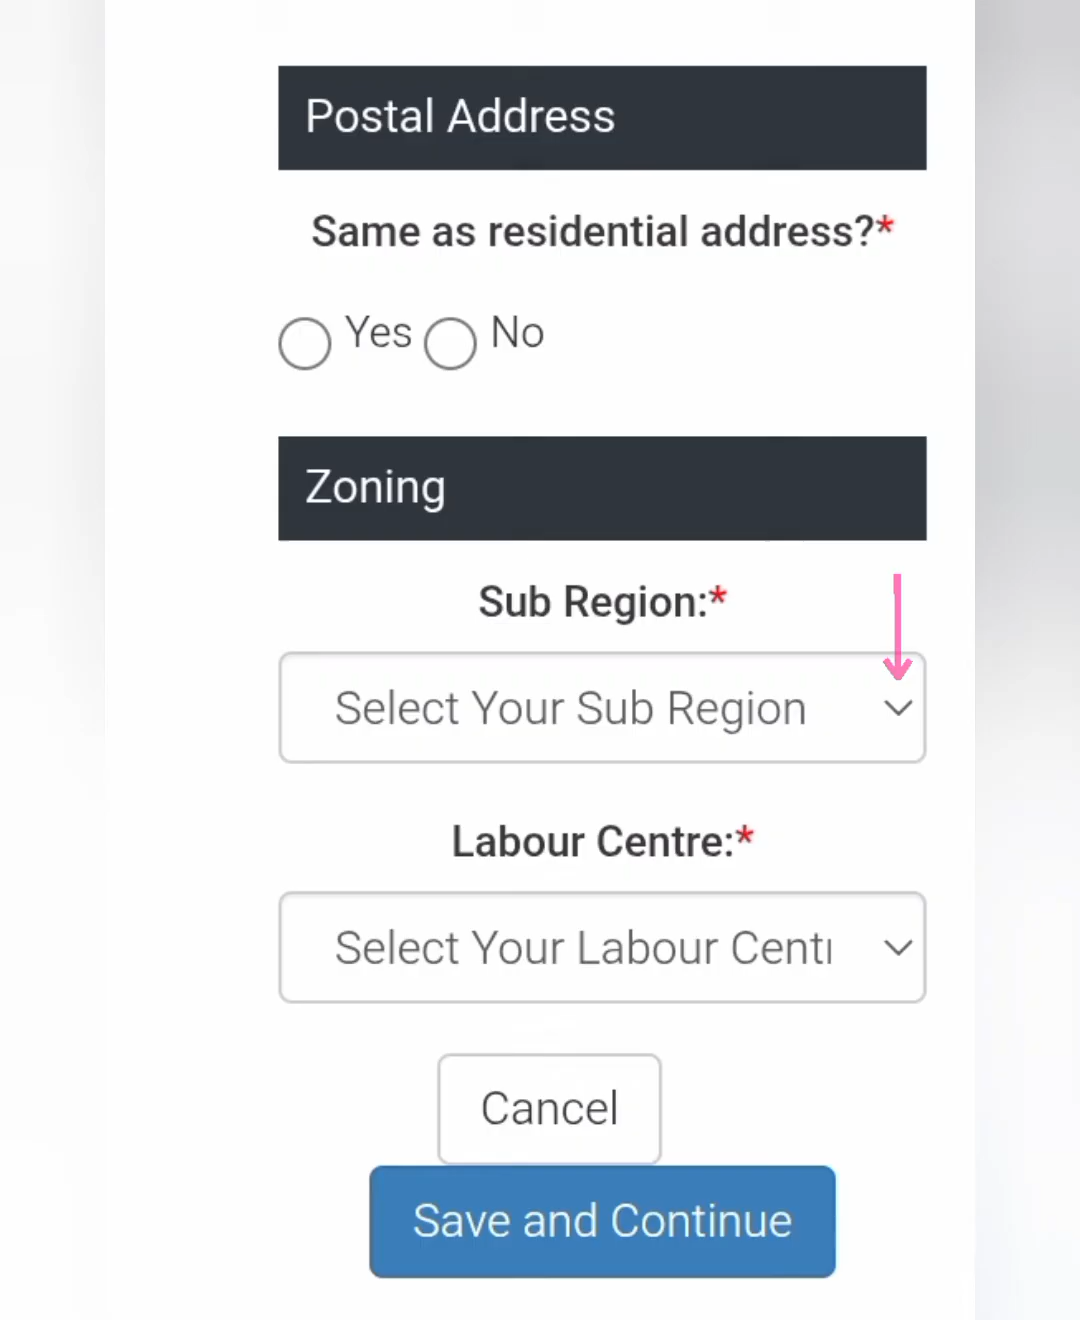 Postal Address
Same as residential address?*
Yes No
Zoning
Sub Region:*
Select Your Sub Region
Labour Centre:*
Select Your Labour
Cancel
Save and Continue